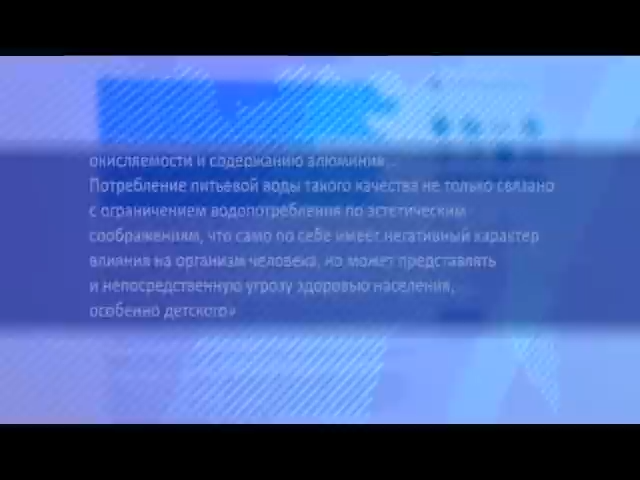 окисляемости и содержанию алюминия...
Потребление питьевой воды такого качества не только связано
с ограничением водопотребления по эстетическим
соображениям, что само по себе имеет негативный характер
влияния на организм человека, но может представлять
и непосредственную угрозу здоровью населения,
особенно детского»